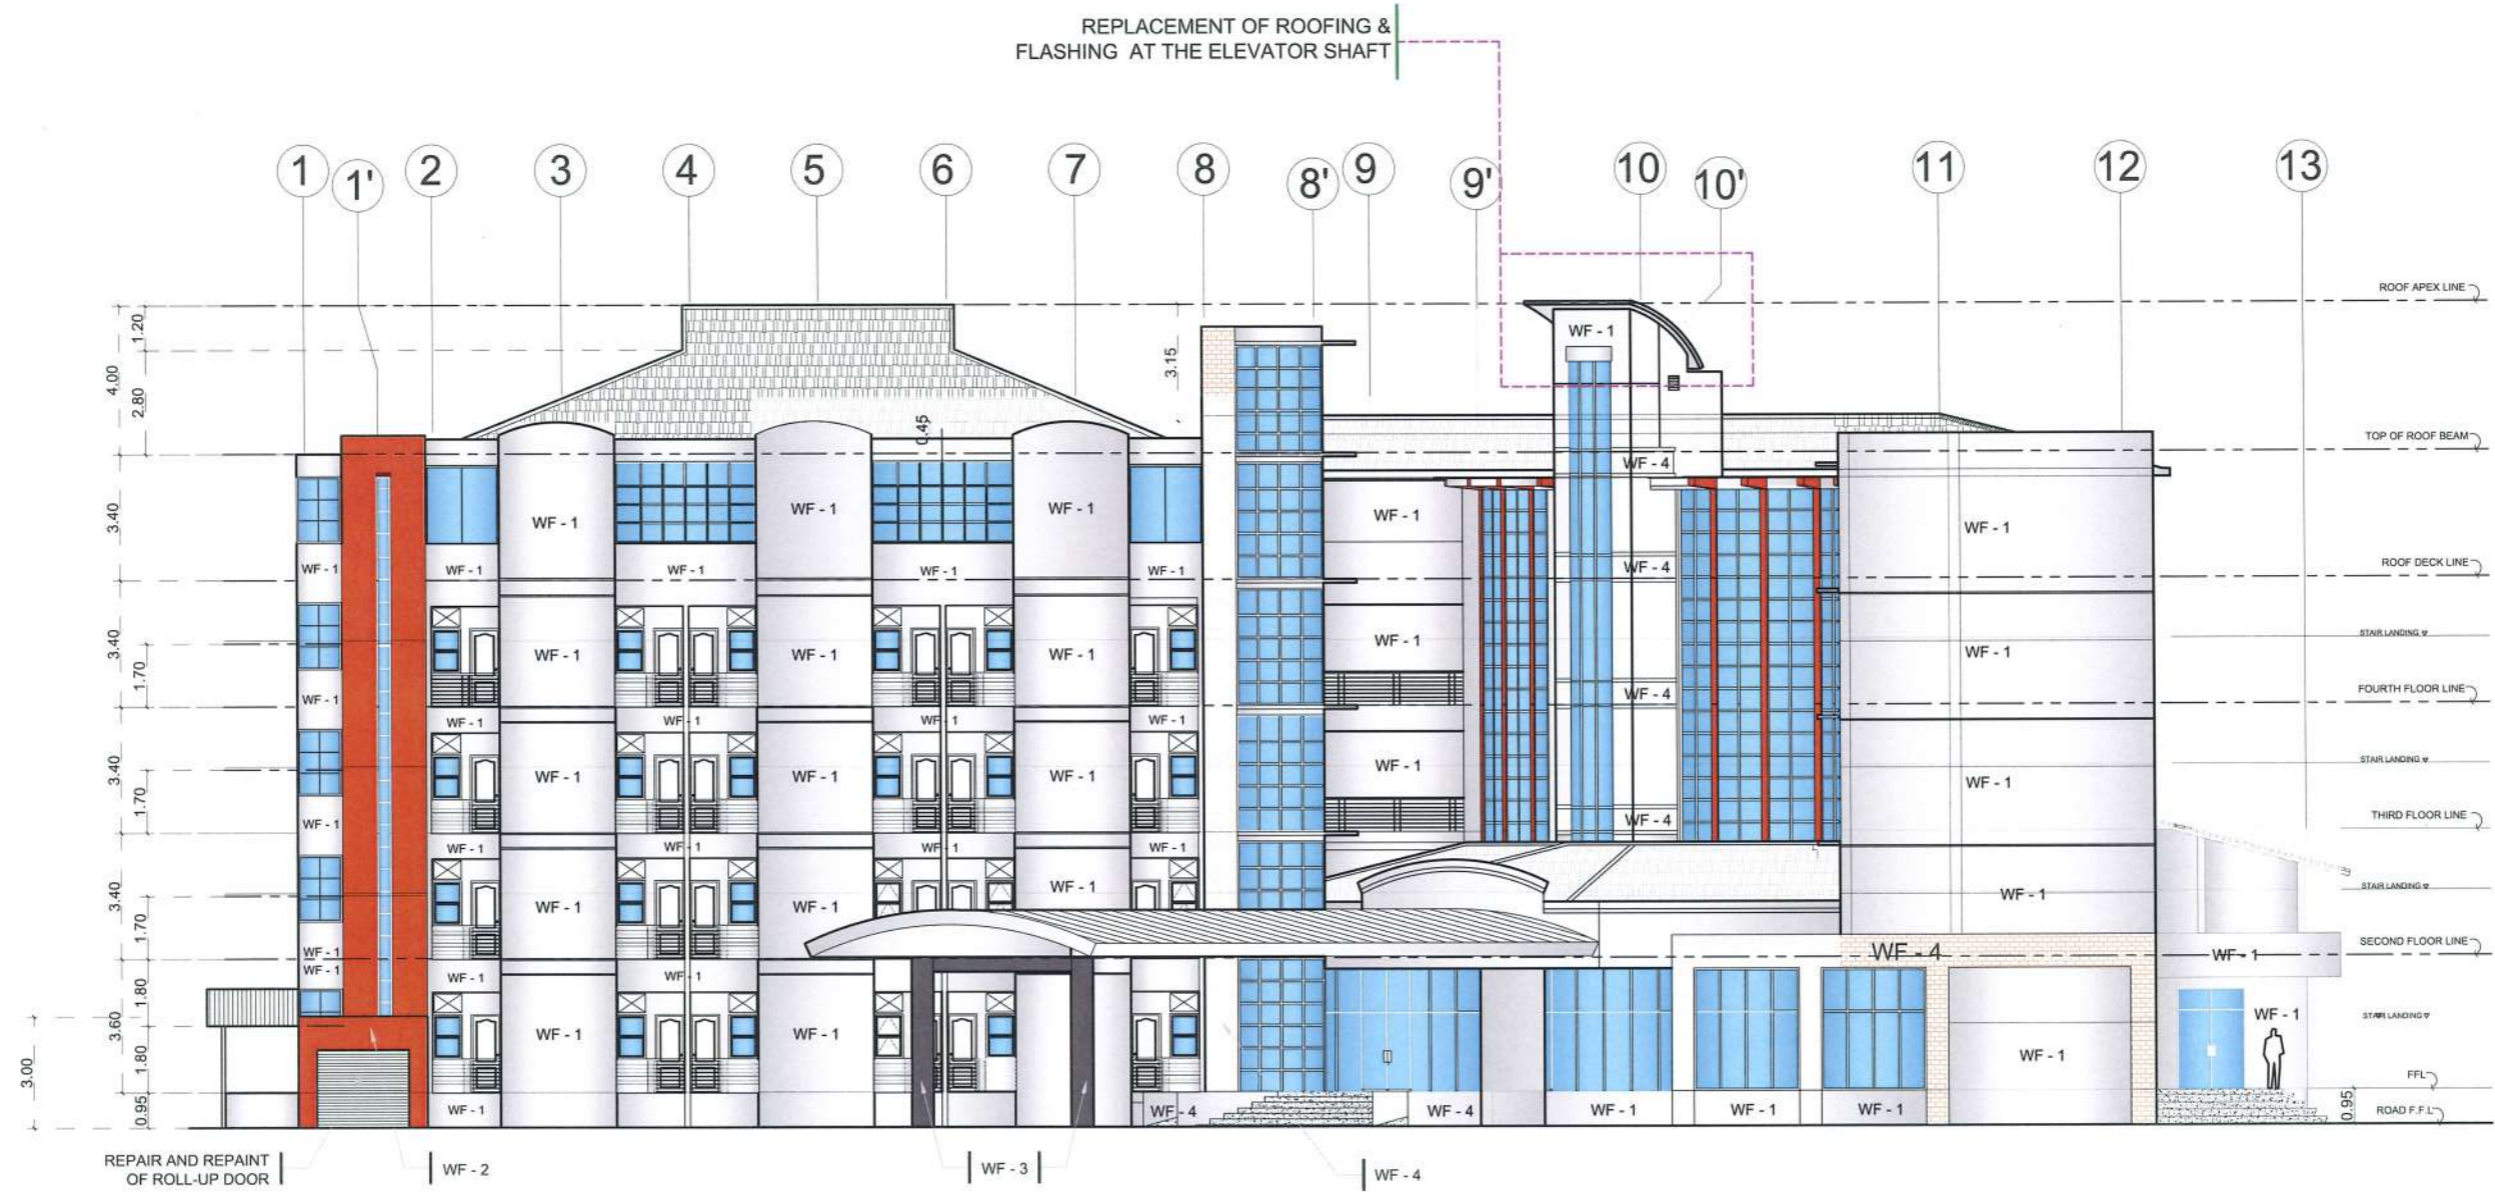 REPLACEMENT OF ROOFING &
FLASHING AT THE ELEVATOR SHAFT
1 1' 2 3 4 5 6 7 8 8' 9 9' 10 10' 11 12 13
ROOF APEX LINE
1.20
4.00
2.80
3.15
0.45
WF - 1
TOP OF ROOF BEAM
WF - 4
3.40
WF - 1 WF - 1 WF - 1 WF - 1 WF - 1
WF - 1 WF - 1 WF - 1 WF - 1 WF - 1 WF - 4
ROOF DECK LINE
3.40
1.70
STAIR LANDING
WF - 1 WF - 1 WF - 1 WF - 1 WF - 1
WF - 1 WF - 4
FOURTH FLOOR LINE
WF - 1 WF - 1 WF - 1 WF - 1
3.40
1.70
STAIR LANDING
WF - 1 WF - 1 WF - 1 WF - 1 WF - 1
WF - 1 WF - 4
THIRD FLOOR LINE
WF - 1 WF - 1 WF - 1 WF - 1
3.40
1.70
STAIR LANDING
WF - 1 WF - 1 WF - 1 WF - 1
WF - 1 WF - 4 WF - 1
SECOND FLOOR LINE
WF - 1 WF - 1 WF - 1
1.80
3.60
1.80
3.00
STAIR LANDING
WF - 1 WF - 1 WF - 1 WF - 1
FFL
0.95
WF - 1 WF - 4 WF - 4 WF - 1 WF - 1 WF - 1
0.95
ROAD F.F.L
REPAIR AND REPAINT
OF ROLL-UP DOOR
WF - 2
WF - 3
WF - 4